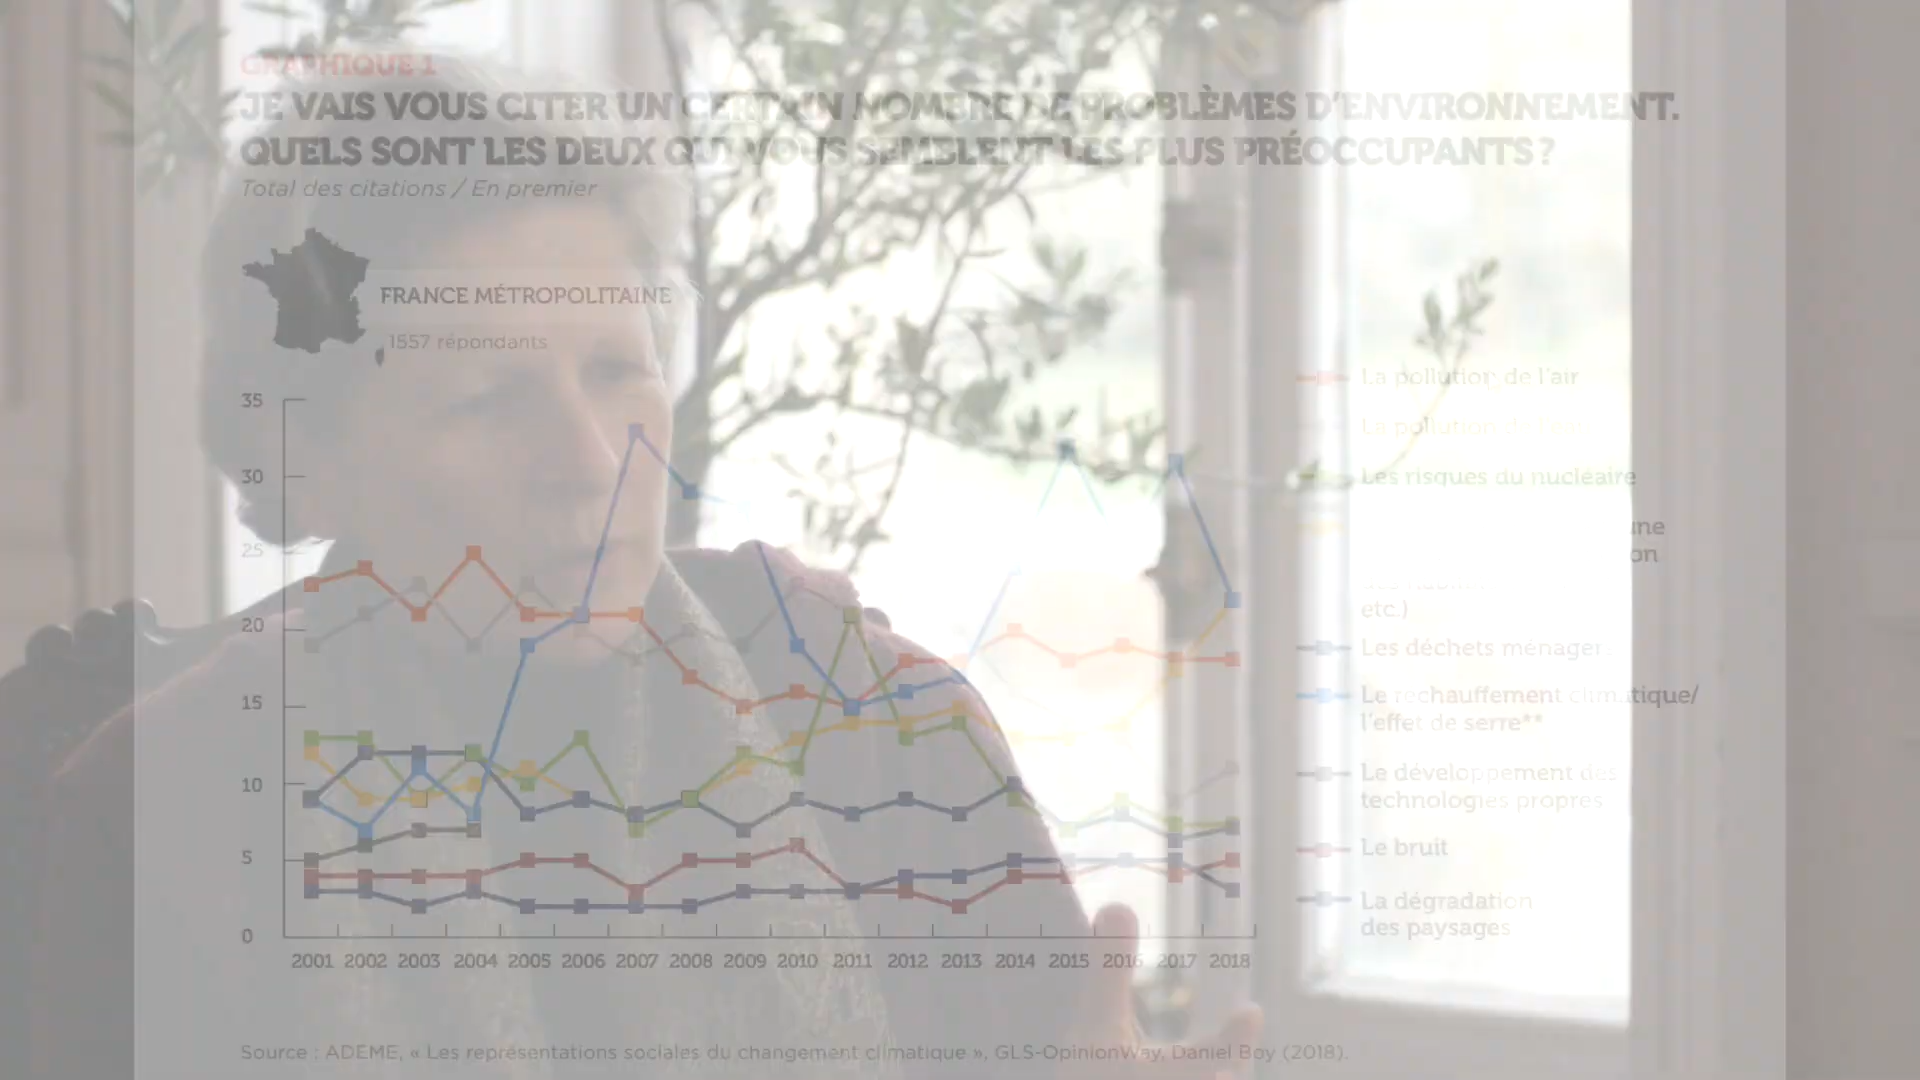 GRAPHIQUE 1
JE VAIS VOUS CITER UN CERTAIN NOMBRE DE PROBLÈMES D'ENVIRONNEMENT.
QUELS SONT LES DEUX QUI VOUS SEMBLENT LES PLUS PRÉOCCUPANTS ?
Total des citations / En premier
FRANCE MÉTROPOLITAINE
1557 répondants
35
30
25
20
15
10
5
0
2001 2002 2003 2004 2005 2006 2007 2008 2009 2010 2011 2012 2013 2014 2015 2016 2017 2018
La pollution de l'air
La pollution
Les risques du nucléaire
etc.)
Les déchets ménagers
Le réchauffement climatique/
l'effet de serre**
Le développement des
technologies propres
Le bruit
La dégradation
des paysages
Source : ADEME, « Les représentations sociales du changement climatique », GLS-OpinionWay, Daniel Boy (2018).